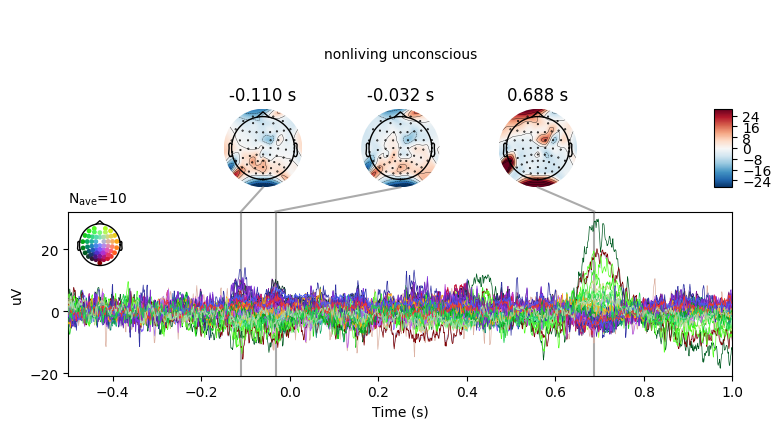 nonliving unconscious
-0.110 s
-0.032 s
0.688 s
24
16
8
0
−8
−16
−24
Nave=10
20
0
−20
uV
−0.4
−0.2
0.0
0.2
0.4
0.6
0.8
1.0
Time (s)